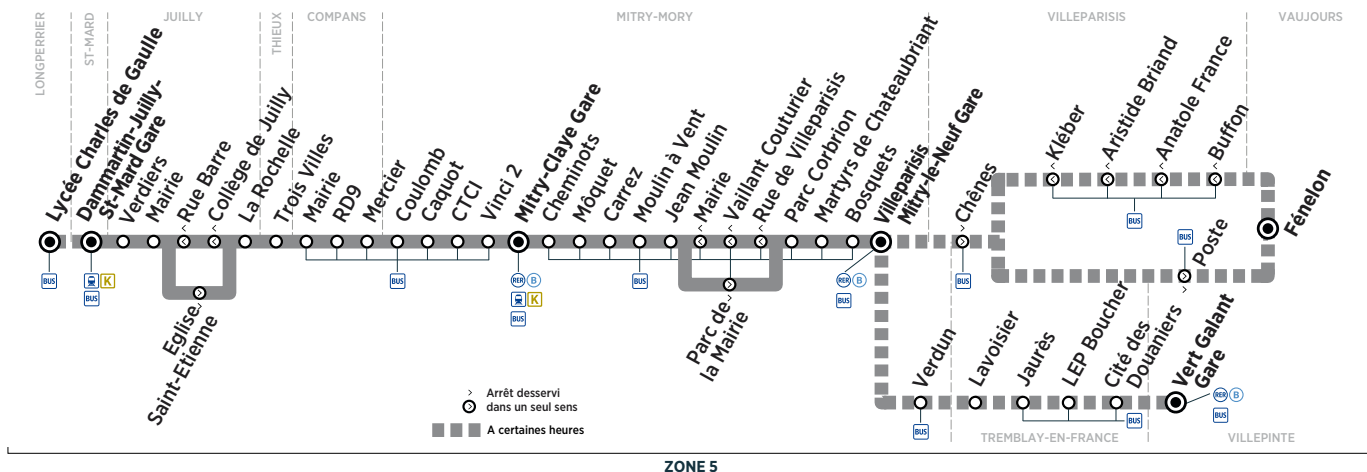 LONGPERRIER
ST-MARD
JUILLY
THIEUX
COMPANS
MITRY-MORY
VILLEPARISIS
VAUJOURS
Lycée Charles de Gaulle
Dammartin-Juilly-
St-Mard Gare
Verdiers
Mairie
< Rue Barre
< Collège de Juilly
La Rochelle
Trois Villes
Mairie
RD9
Mercier
Coulomb
Caquot
CTCI
Vinci 2
Mitry-Claye Gare
Cheminots
Môquet
Carrez
Moulin à Vent
Jean Moulin
< Mairie
< Vaillant Couturier
< Rue de Villeparisis
Parc Corbrion
Martyrs de Chateaubriant
Bosquets
Villeparisis
Mitry-le-Neuf Gare
Chênes >
< Kléber
< Aristide Briand
< Anatole France
< Buffon
Fénelon
Poste >
Eglise >
Saint-Etienne
Parc de >
la Mairie
Verdun
Lavoisier
Jaurès
LEP Boucher
Cité des
Douaniers
Vert Galant
Gare
BUS
K
BUS
BUS
RER B
K
BUS
BUS
RER B
BUS
BUS
BUS
BUS
BUS
BUS
RER B
BUS
> Arrêt desservi
dans un seul sens
A certaines heures
TREMBLAY-EN-FRANCE
VILLEPINTE
ZONE 5